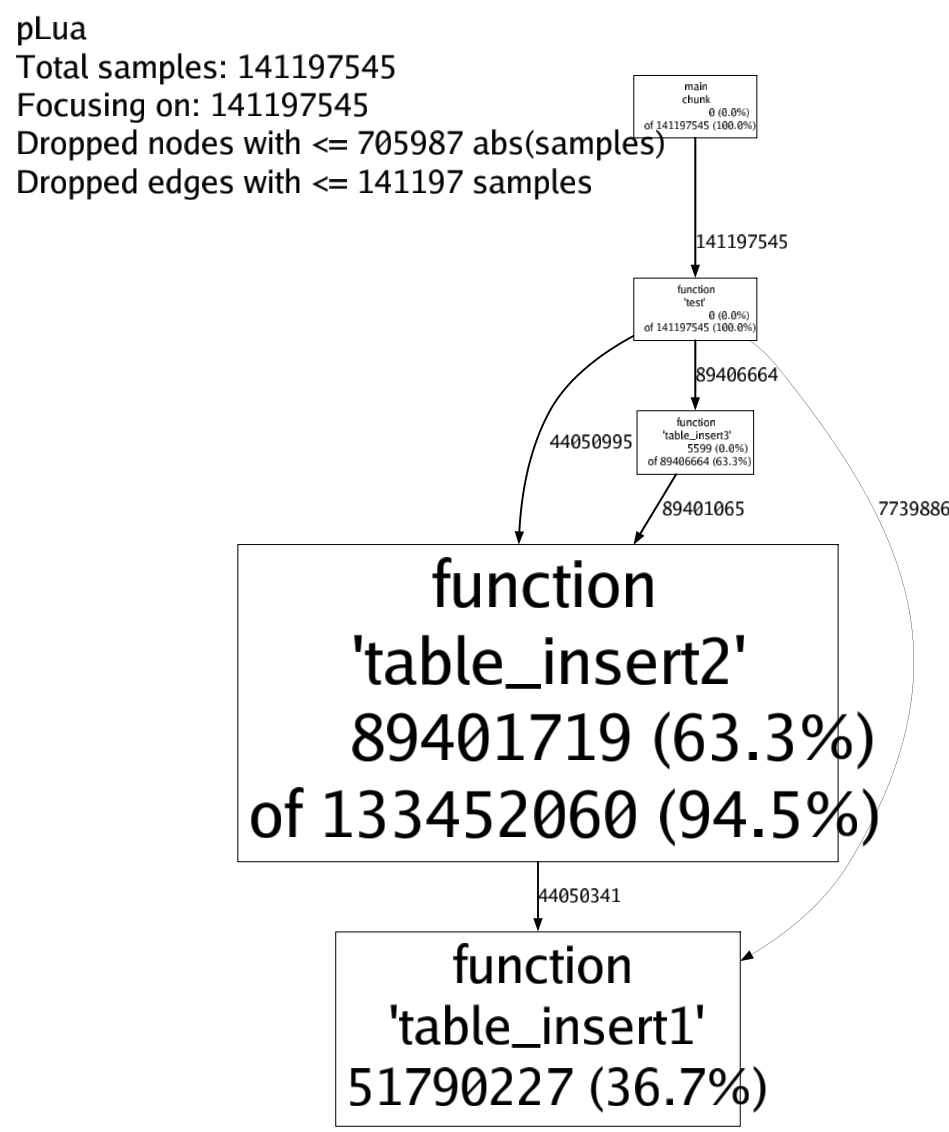 pLua
Total samples: 141197545
Focusing on: 141197545
Dropped nodes with <= 705987 abs(samples)
Dropped edges with <= 141197 samples
main
chunk
0 (0.0%)
of 141197545 (100.0%)
141197545
function
'test'
0 (0.0%)
of 141197545 (100.0%)
89406664
44050995
function
'table_insert3'
5599 (0.0%)
of 89406664 (63.3%)
89401065
7739886
function
'table_insert2'
89401719 (63.3%)
of 133452060 (94.5%)
44050341
function
'table_insert1'
51790227 (36.7%)